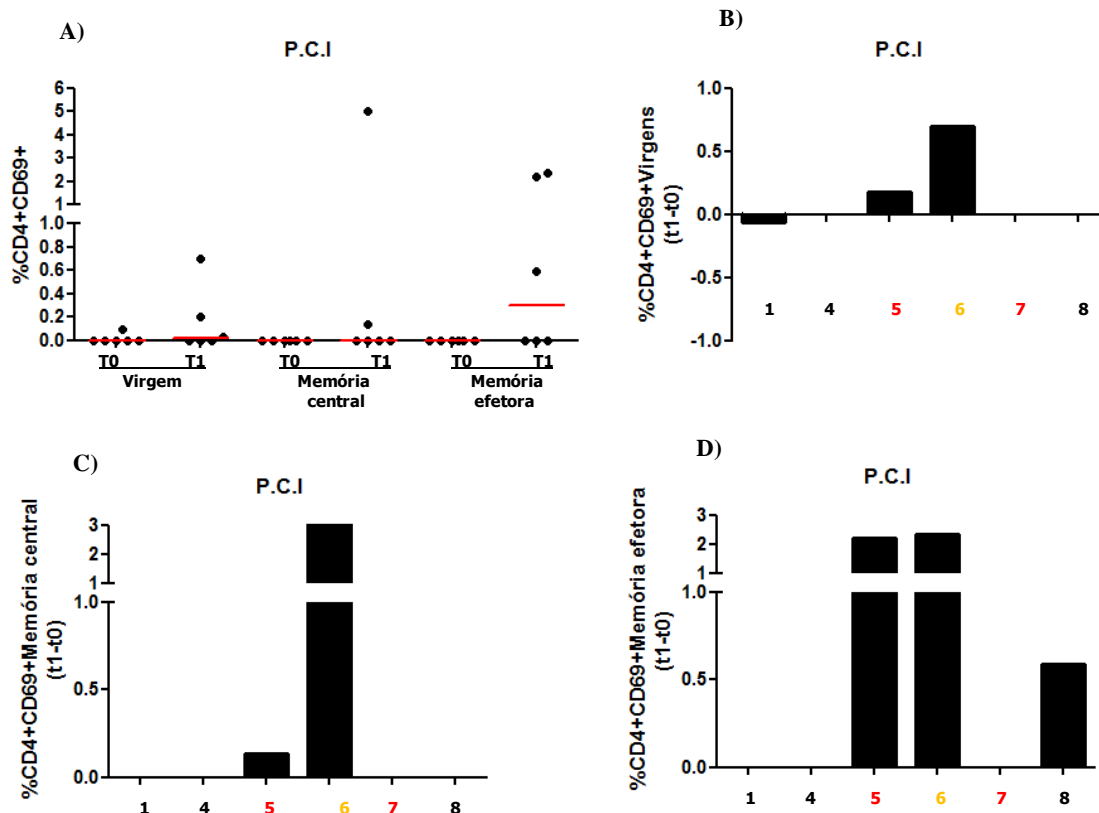 A)
P.C.I
%CD4+CD69+
6
5
4
3
2
1
1.0
0.8
0.6
0.4
0.2
0.0
T0 T1 T0 T1 T0 T1
Virgem Memória central Memória efetora
B)
P.C.I
%CD4+CD69+Virgens
(t1-t0)
1.0
0.5
0.0
-0.5
-1.0
1 4 5 6 7 8
C)
P.C.I
%CD4+CD69+Memória central
(t1-t0)
3
2
1
1.0
0.5
0.0
1 4 5 6 7 8
D)
P.C.I
%CD4+CD69+Memória efetora
(t1-t0)
3
2
1
1.0
0.5
0.0
1 4 5 6 7 8